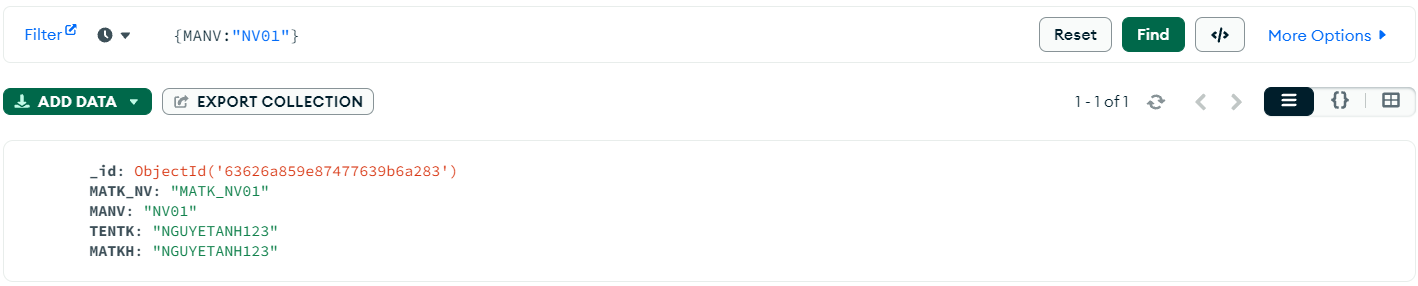 Filter {MANV:"NV01"} Reset Find </> More Options
ADD DATA EXPORT COLLECTION 1 - 1 of 1 {}
_id: ObjectId('63626a859e87477639b6a283')
MATK_NV: "MATK_NV01"
MANV: "NV01"
TENTK: "NGUYETANH123"
MATKH: "NGUYETANH123"